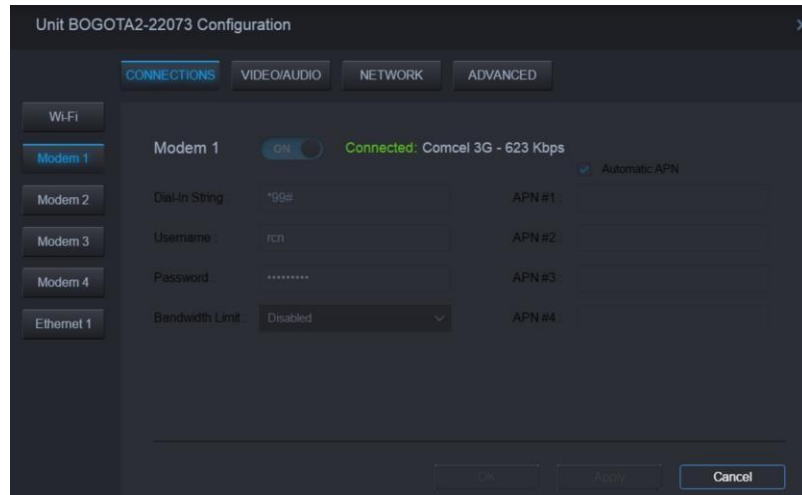 Unit BOGOTA2-22073 Configuration
CONNECTIONS VIDEO/AUDIO NETWORK ADVANCED
Wi-Fi
Modem 1
Modem 2
Modem 3
Modem 4
Ethernet 1
Modem 1 ON Connected: Comcel 3G - 623 Kbps
Automatic APN
Dial-In String : *99# APN #1 :
Username : rcn APN #2 :
Password : ••••••••• APN #3 :
Bandwidth Limit : Disabled APN #4 :
OK Apply Cancel